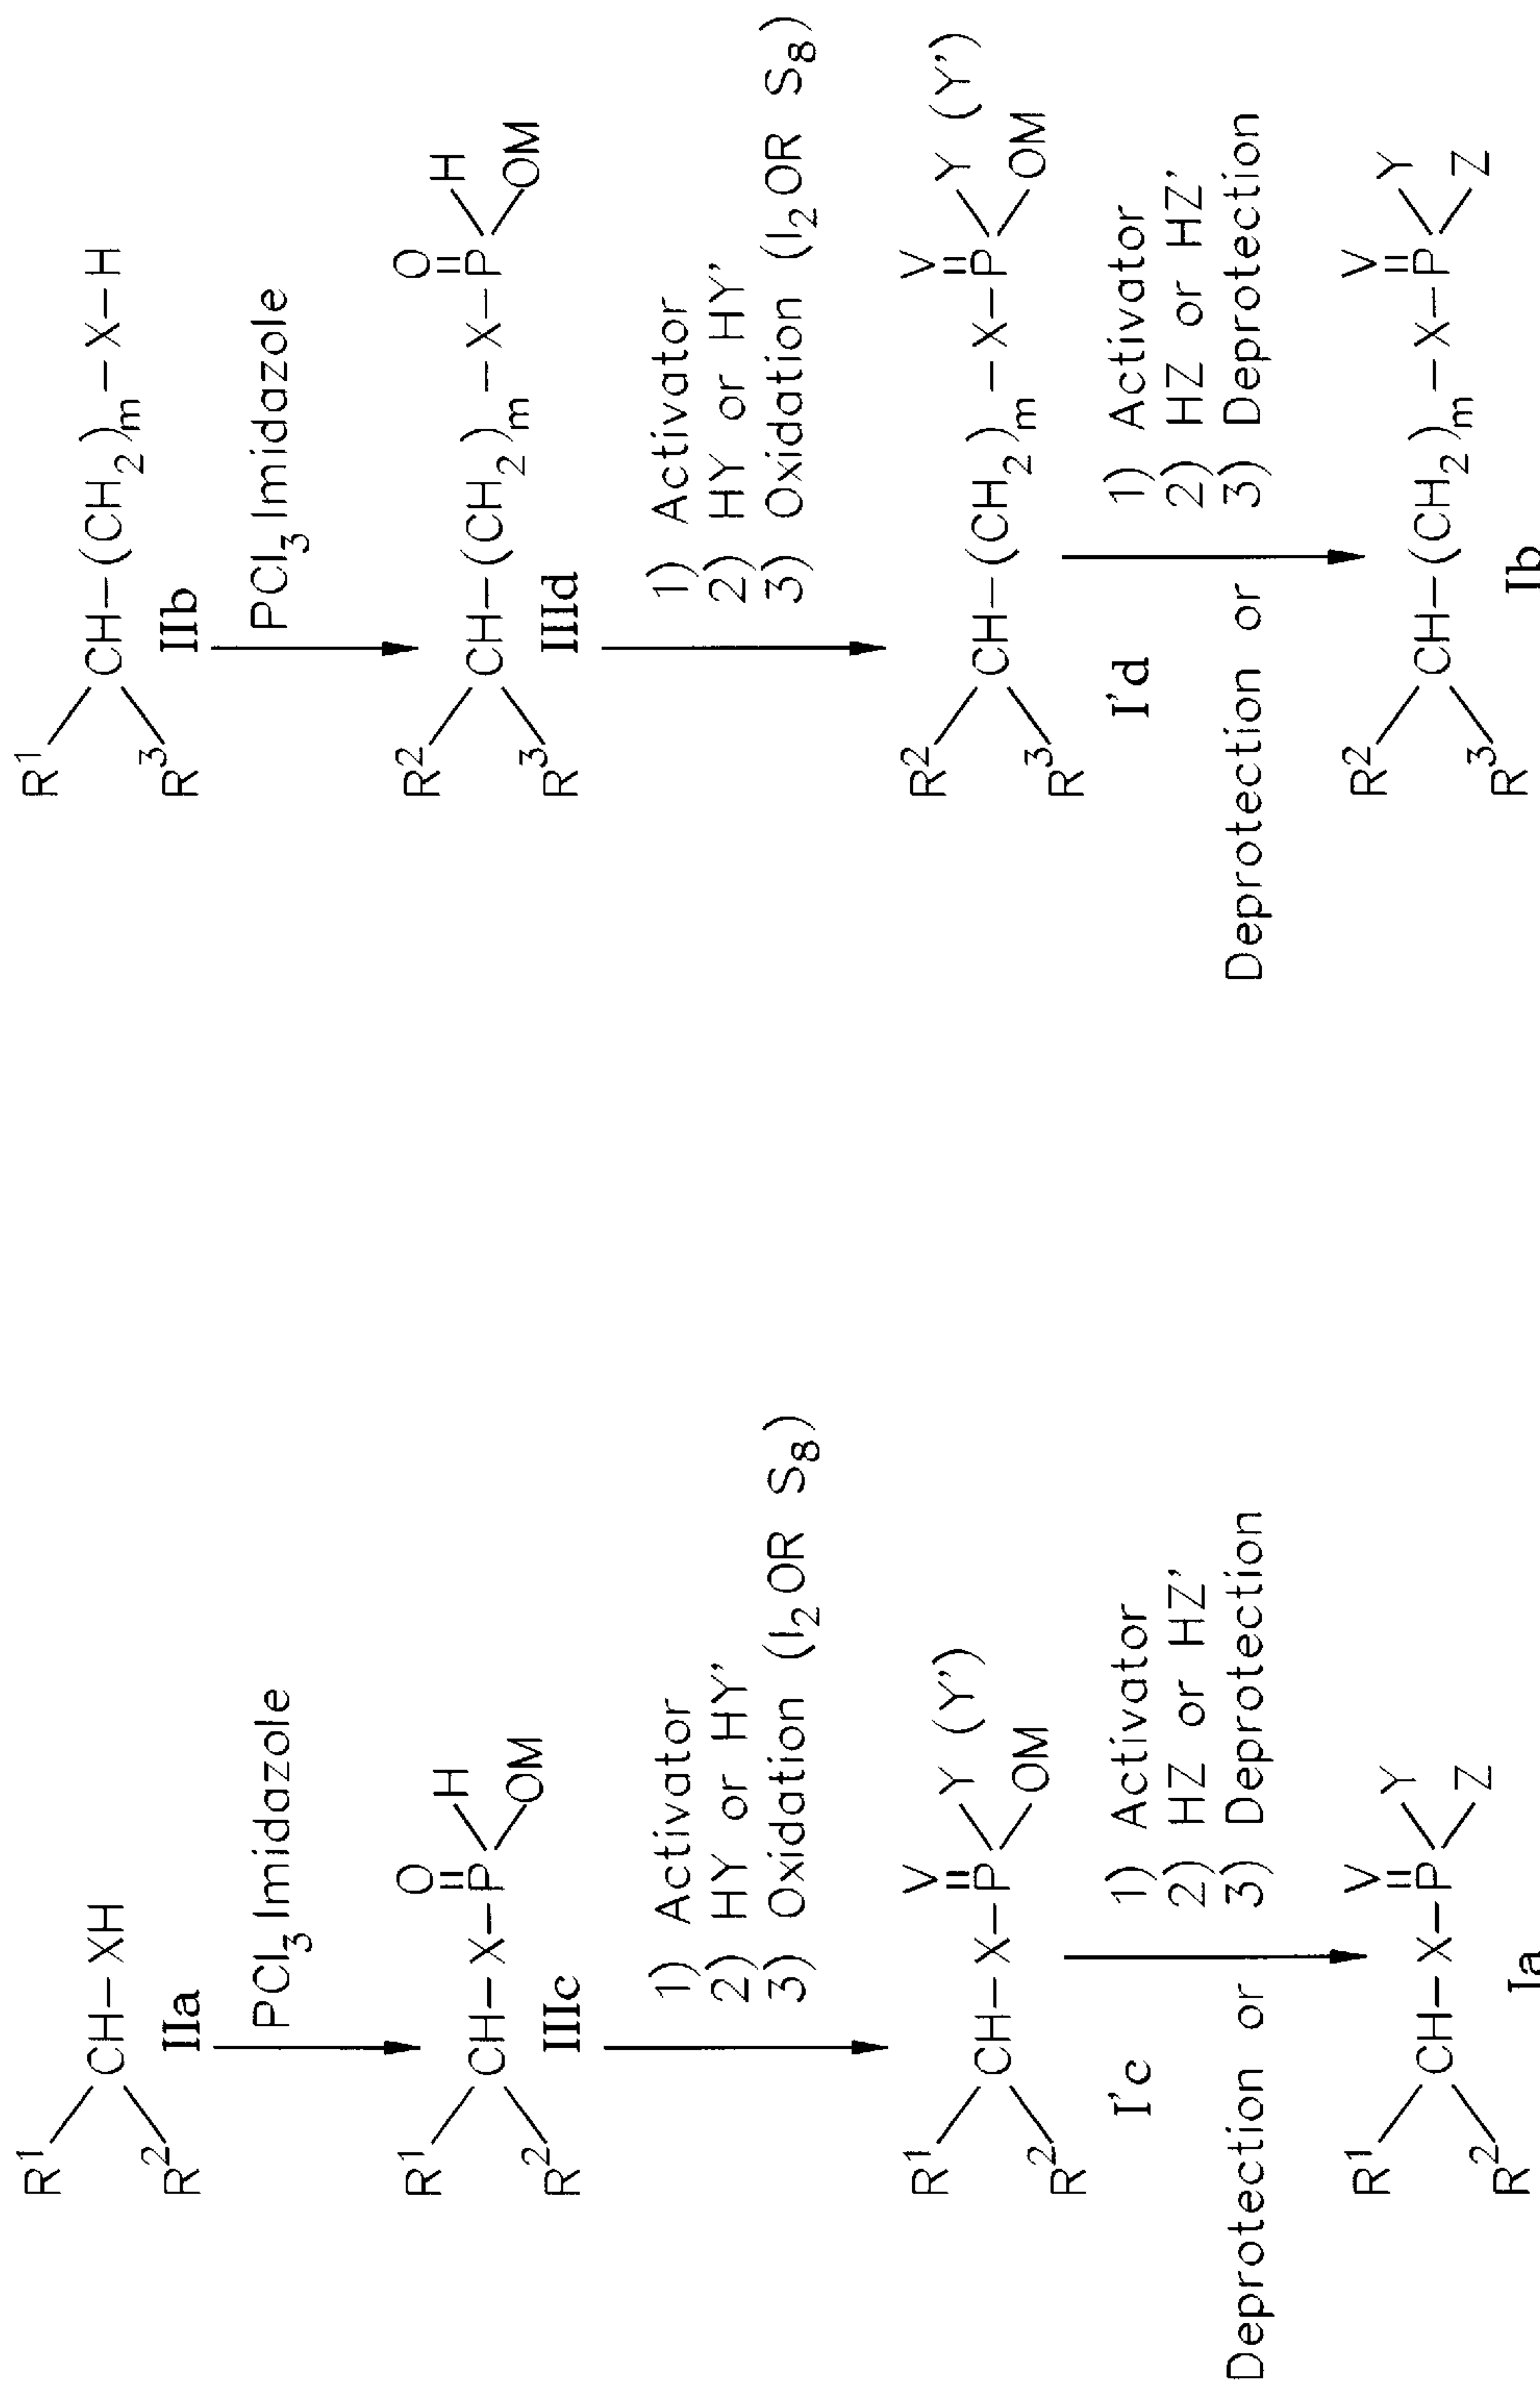 R¹
CH–XH
R²
IIa
PCl₃ Imidazole
R¹
O
H
CH–X–P
OM
R²
IIIc
1) Activator
2) HY or HY'
3) Oxidation (I₂ OR S₈)
R¹
V
Y (Y')
CH–X–P
OM
R²
I'c
1) Activator
2) HZ or HZ'
Deprotection or 3) Deprotection
R¹
V
Y
CH–X–P
Z
R²
Ia
R¹
CH–(CH₂)m–X–H
R³
IIb
PCl₃ Imidazole
R²
O
H
CH–(CH₂)m–X–P
OM
R³
IIId
1) Activator
2) HY or HY'
3) Oxidation (I₂ OR S₈)
R²
V
Y (Y')
CH–(CH₂)m–X–P
OM
R³
I'd
1) Activator
2) HZ or HZ'
Deprotection or 3) Deprotection
R²
V
Y
CH–(CH₂)m–X–P
Z
R³
Ib